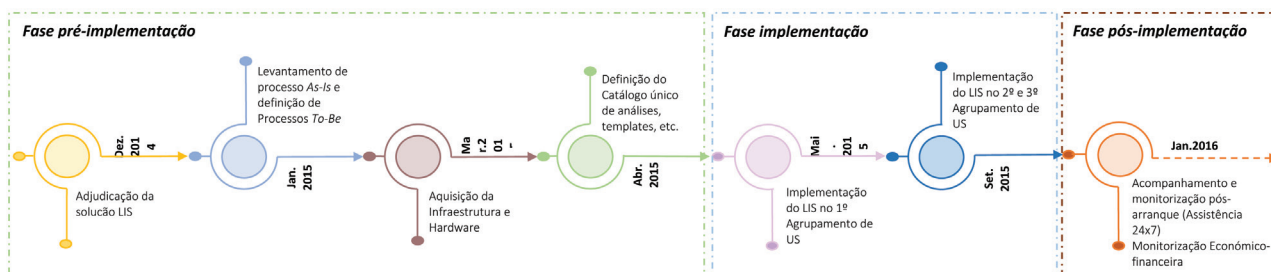 Fase pré-implementação
Dez.
201
4
Adjudicação da
solucão LIS
Levantamento de
processo As-Is e
definição de
Processos To-Be
Jan.
2015
Ma
r.2
01
Aquisição da
Infraestrutura e
Hardware
Definição do
Catálogo único
de análises,
templates, etc.
Abr.
2015
Fase implementação
Mai
.
201
5
Implementação
do LIS no 1º
Agrupamento de
US
Implementação
do LIS no 2º e 3º
Agrupamento de
US
Set.
2015
Fase pós-implementação
Jan.2016
Acompanhamento e
monitorização pós-
arranque (Assistência
24x7)
Monitorização Económico-
financeira